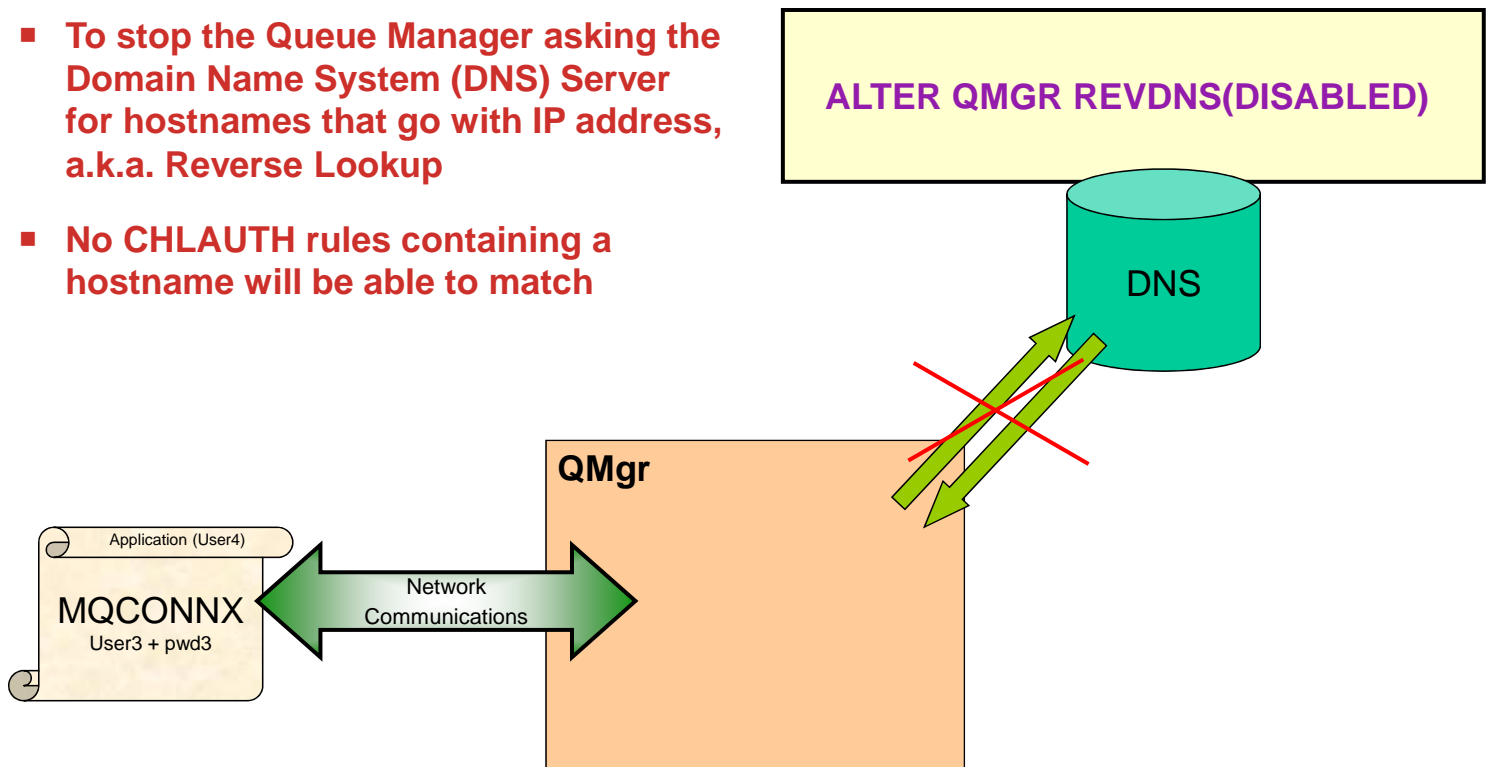 To stop the Queue Manager asking the
Domain Name System (DNS) Server
for hostnames that go with IP address,
a.k.a. Reverse Lookup
No CHLAUTH rules containing a
hostname will be able to match
ALTER QMGR REVDNS(DISABLED)
DNS
QMgr
Application (User4)
MQCONNX
User3 + pwd3
Network
Communications